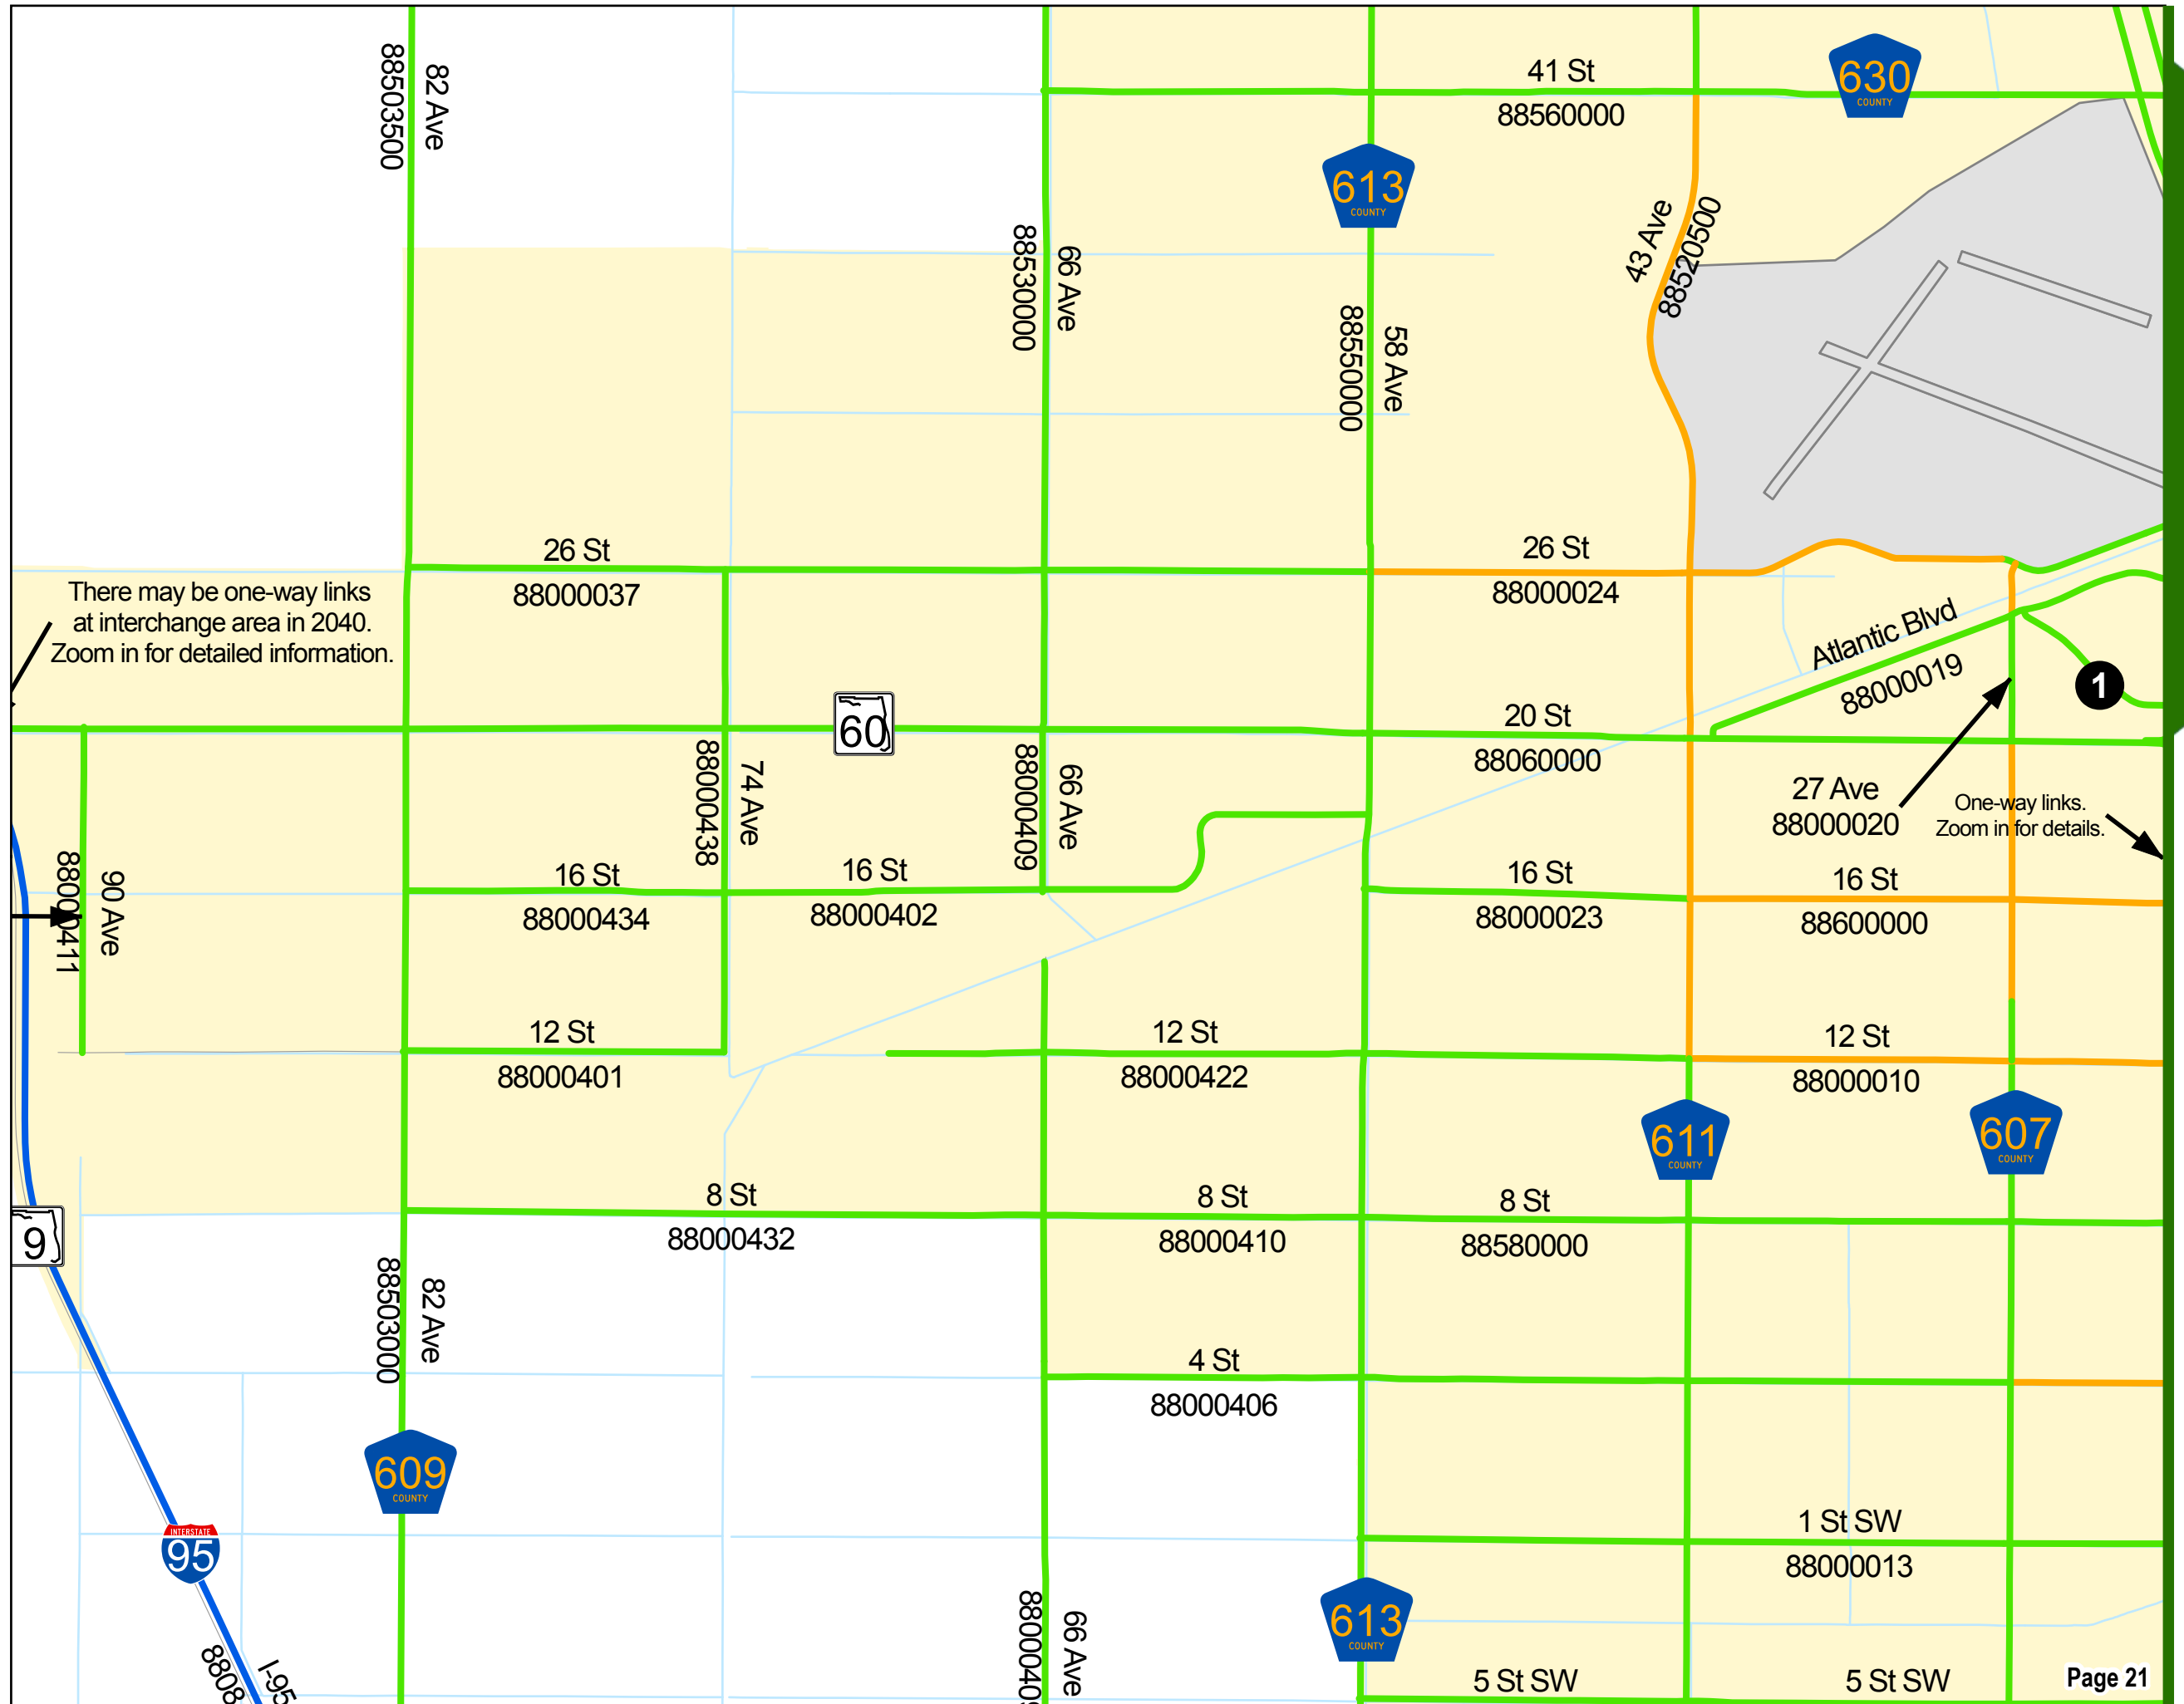 82 Ave
88503500
41 St
88560000
630
COUNTY
613
COUNTY
43 Ave
88520500
66 Ave
88530000
58 Ave
88550000
26 St
88000037
26 St
88000024
There may be one-way links
at interchange area in 2040.
Zoom in for detailed information.
Atlantic Blvd
88000019
1
60
20 St
88060000
74 Ave
88000438
66 Ave
88000409
27 Ave
88000020
One-way links.
Zoom in for details.
90 Ave
88000411
16 St
88000434
16 St
88000402
16 St
88000023
16 St
88600000
12 St
88000401
12 St
88000422
12 St
88000010
611
COUNTY
607
COUNTY
8 St
88000432
8 St
88000410
8 St
88580000
9
82 Ave
88503000
4 St
88000406
609
COUNTY
INTERSTATE
95
1 St SW
88000013
613
COUNTY
66 Ave
I-95
8808
5 St SW
5 St SW
Page 21